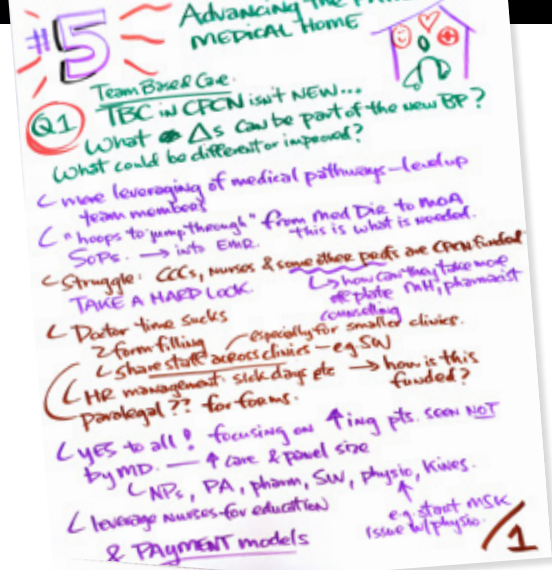 #5
ADVANCING THE
MEDICAL HOME
Team Based Care.
Q1
TBC in CPCN isn't NEW...
What Δs can be part of the new BP?
What could be different or improved?
more leveraging of medical pathways – level up
team members
"hoops to jump through" from Med Dir to MOA
SOPs. → into EMR.
this is what is needed.
Struggle: CCCs, nurses & some other profs are CPCN funded
TAKE A HARD LOOK
how can they take more
off plate MH, pharmacist
counselling
Doctor time sucks
2 form filling
especially for smaller clinics.
share staff across clinics – eg SW
HR management: sick days etc → how is this
funded?
paralegal ?? for forms.
YES to all! focusing on ↑ing pts. seen NOT
by MD. — ↑ care & panel size
NPs, PA, pharm, SW, physio, Kines.
leverage nurses for education
e.g. start MSK
issue w/ physio.
& PAYMENT models
1